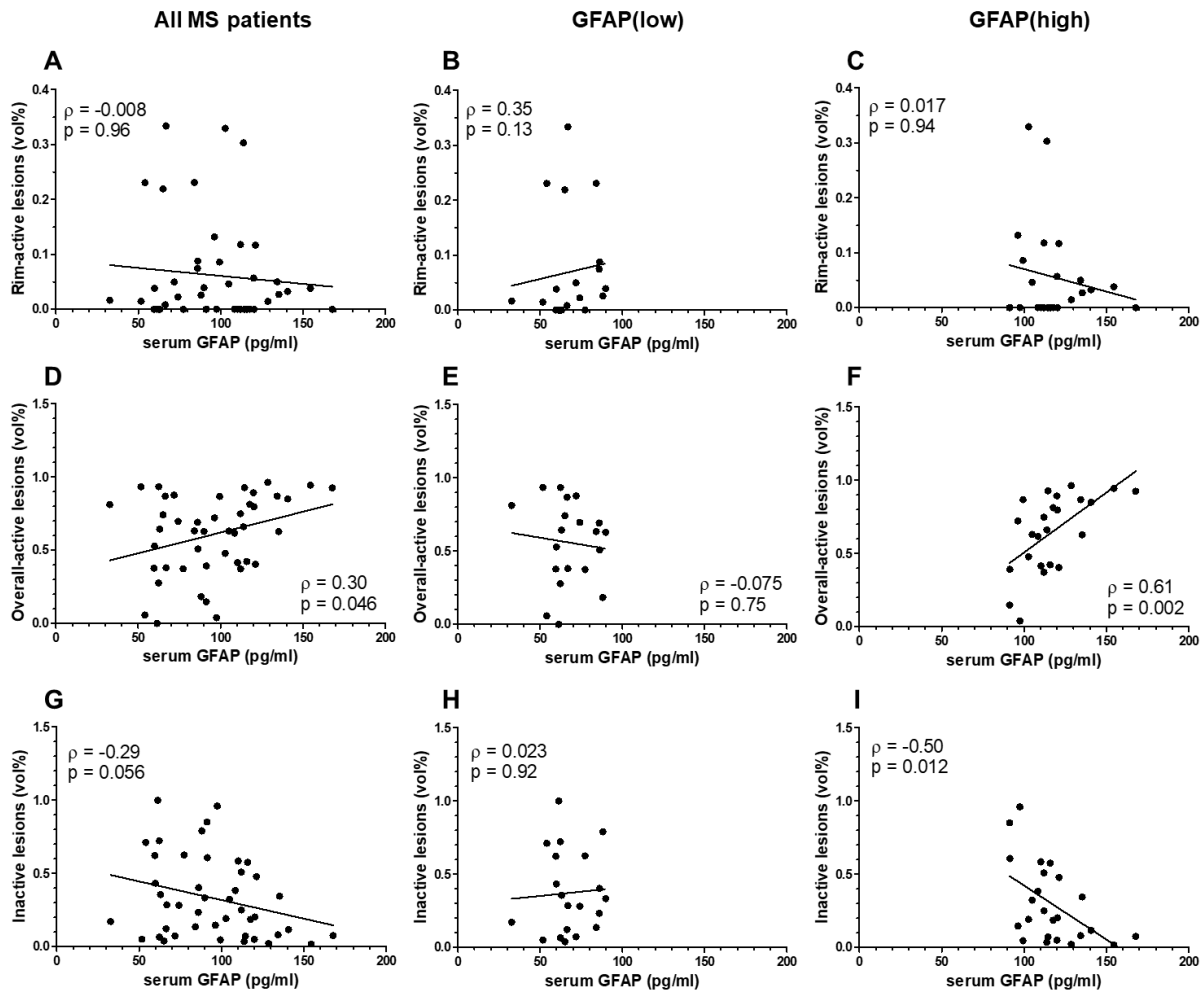 All MS patients
GFAP(low)
GFAP(high)
A
ρ = -0.008
p = 0.96
Rim-active lesions (vol%)
0.4
0.3
0.2
0.1
0.0
0 50 100 150 200
serum GFAP (pg/ml)
B
ρ = 0.35
p = 0.13
Rim-active lesions (vol%)
0.4
0.3
0.2
0.1
0.0
0 50 100 150 200
serum GFAP (pg/ml)
C
ρ = 0.017
p = 0.94
Rim-active lesions (vol%)
0.4
0.3
0.2
0.1
0.0
0 50 100 150 200
serum GFAP (pg/ml)
D
Overall-active lesions (vol%)
1.5
1.0
0.5
0.0
ρ = 0.30
p = 0.046
0 50 100 150 200
serum GFAP (pg/ml)
E
Overall-active lesions (vol%)
1.5
1.0
0.5
0.0
ρ = -0.075
p = 0.75
0 50 100 150 200
serum GFAP (pg/ml)
F
Overall-active lesions (vol%)
1.5
1.0
0.5
0.0
ρ = 0.61
p = 0.002
0 50 100 150 200
serum GFAP (pg/ml)
G
ρ = -0.29
p = 0.056
Inactive lesions (vol%)
1.5
1.0
0.5
0.0
0 50 100 150 200
serum GFAP (pg/ml)
H
ρ = 0.023
p = 0.92
Inactive lesions (vol%)
1.5
1.0
0.5
0.0
0 50 100 150 200
serum GFAP (pg/ml)
I
ρ = -0.50
p = 0.012
Inactive lesions (vol%)
1.5
1.0
0.5
0.0
0 50 100 150 200
serum GFAP (pg/ml)